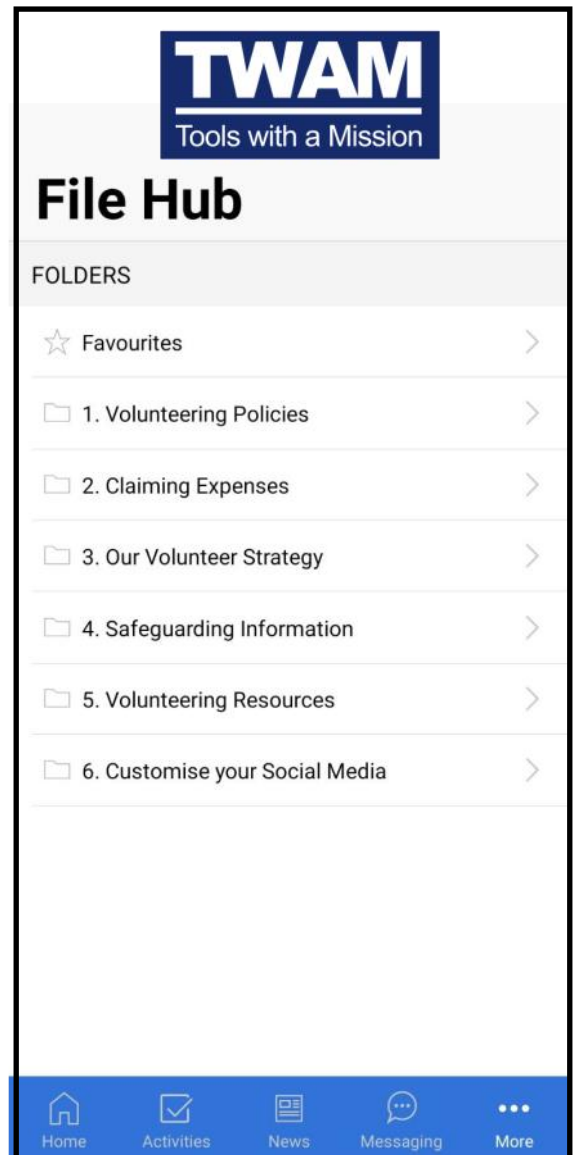 TWAM
Tools with a Mission
File Hub
FOLDERS
Favourites
1. Volunteering Policies
2. Claiming Expenses
3. Our Volunteer Strategy
4. Safeguarding Information
5. Volunteering Resources
6. Customise your Social Media
Home Activities News Messaging More